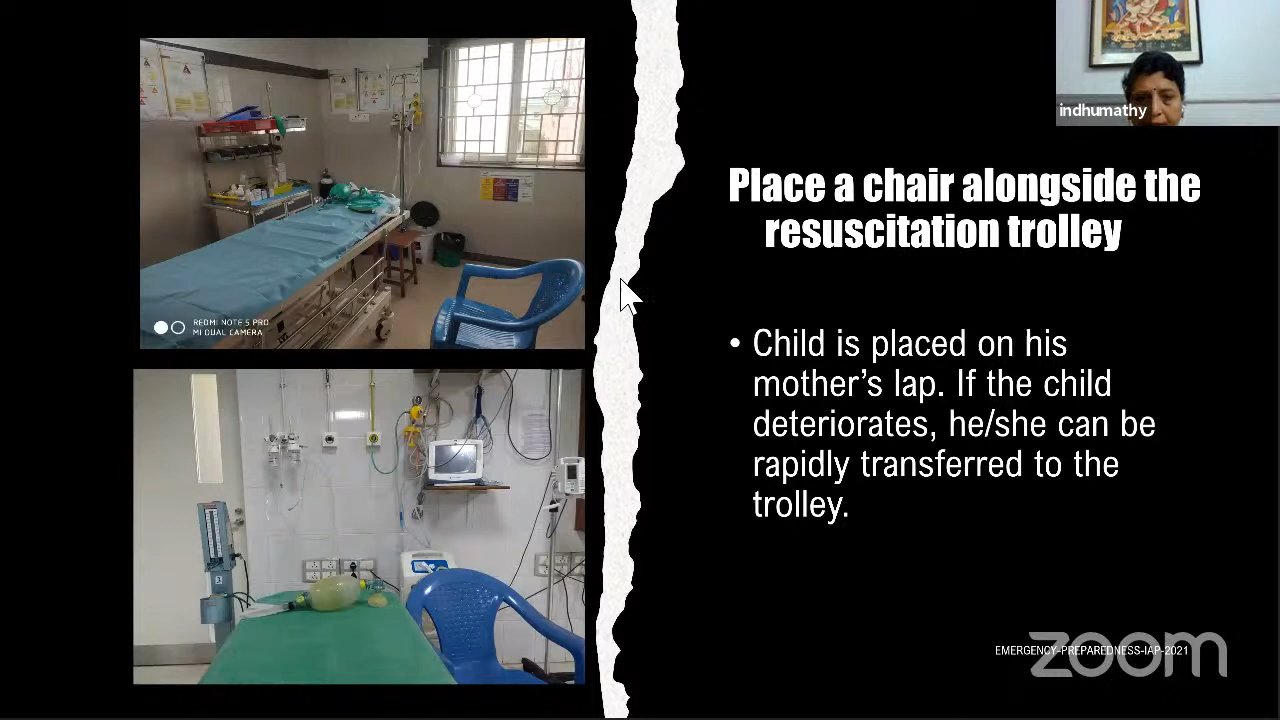 indhumathy
Place a chair alongside the
resuscitation trolley
• Child is placed on his
mother’s lap. If the child
deteriorates, he/she can be
rapidly transferred to the
trolley.
REDMI NOTE 5 PRO
MI DUAL CAMERA
EMERGENCY-PREPAREDNESS-IAP-2021
zoom